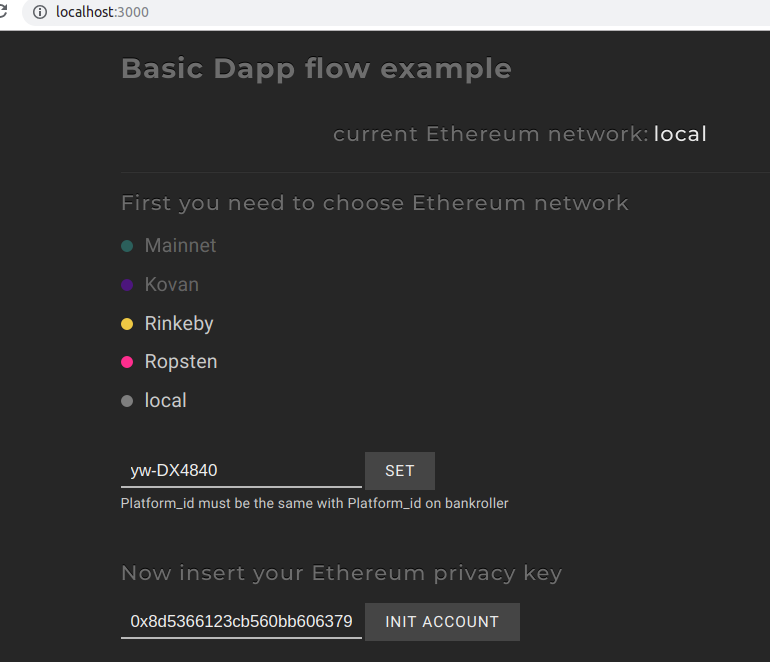 localhost:3000
Basic Dapp flow example
current Ethereum network: local
First you need to choose Ethereum network
Mainnet
Kovan
Rinkeby
Ropsten
local
yw-DX4840 SET
Platform_id must be the same with Platform_id on bankroller
Now insert your Ethereum privacy key
0x8d5366123cb560bb606379 INIT ACCOUNT